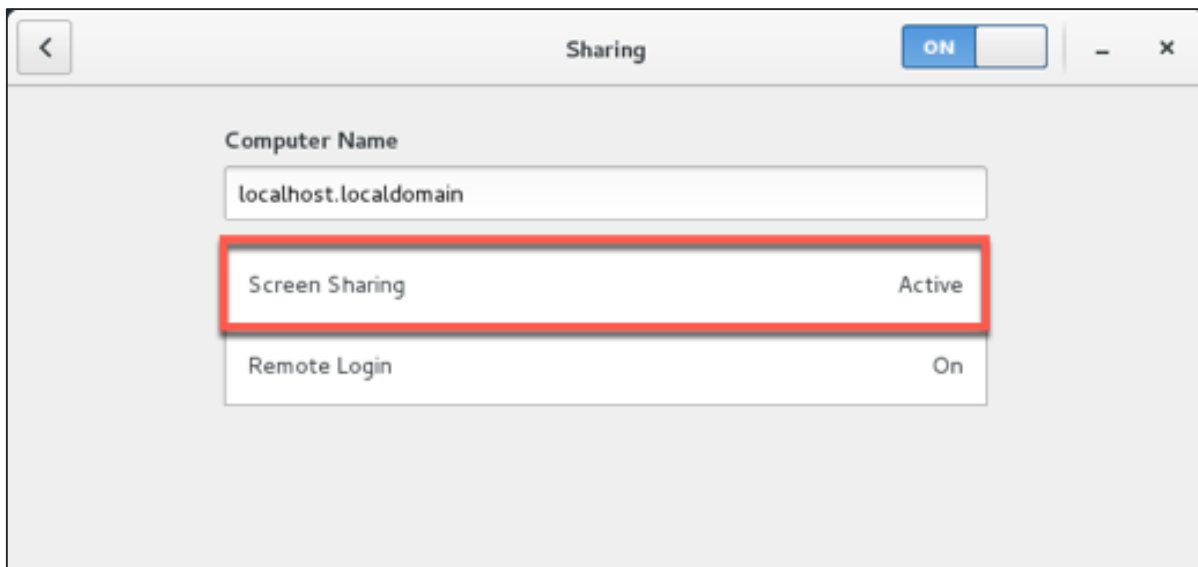 Sharing
ON
Computer Name
localhost.localdomain
Screen Sharing Active
Remote Login On